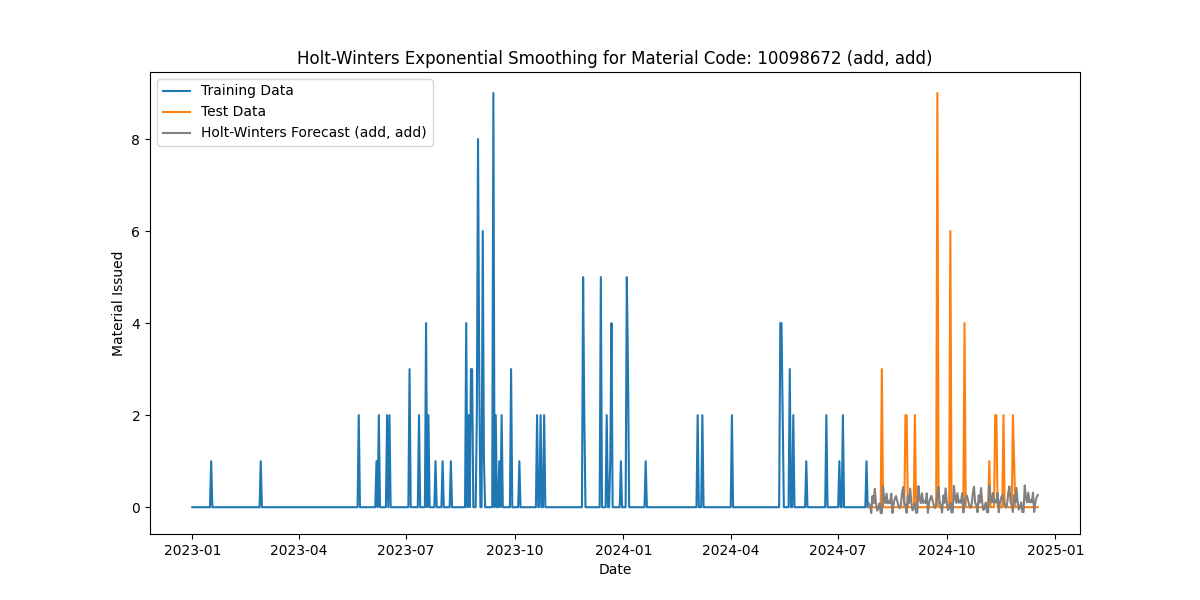 Holt-Winters Exponential Smoothing for Material Code: 10098672 (add, add)
Training Data
Test Data
Holt-Winters Forecast (add, add)
8
6
4
2
0
Material Issued
2023-01 2023-04 2023-07 2023-10 2024-01 2024-04 2024-07 2024-10 2025-01
Date